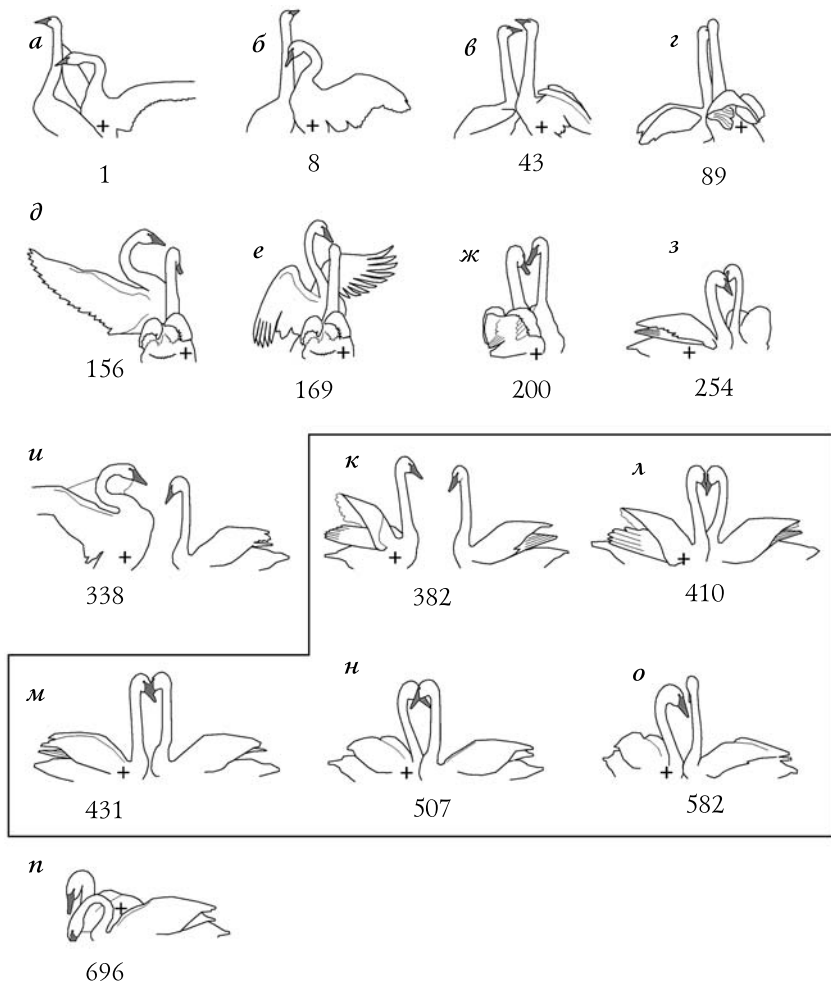 а б в г
1 8 43 89
д е ж з
156 169 200 254
и к л
338 382 410
м н о
431 507 582
п
696